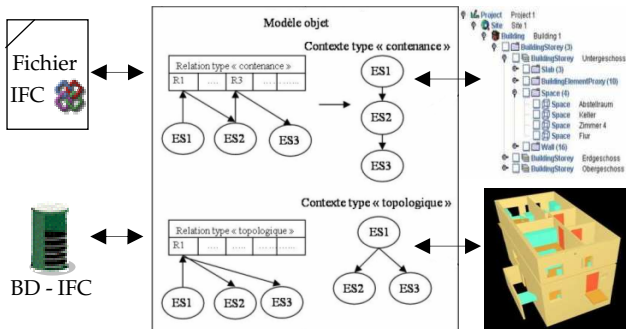 Fichier
IFC
BD - IFC
Modèle objet
Contexte type « contenance »
Relation type « contenance »
R1 .... R3 .... ........
ES1
ES2
ES3
ES1
ES2
ES3
Contexte type « topologique »
Relation type « topologique »
R1 .... .... ........
ES1
ES2
ES3
ES1
ES2
ES3
Project Project 1
Site Site 1
Building Building 1
BuildingStorey (3)
BuildingStorey Untergeschoss
Slab (3)
BuildingElementProxy (10)
Space (4)
Space Abstellraum
Space Keller
Space Zimmer 4
Space Flur
Wall (16)
BuildingStorey Erdgeschoss
BuildingStorey Obergeschoss